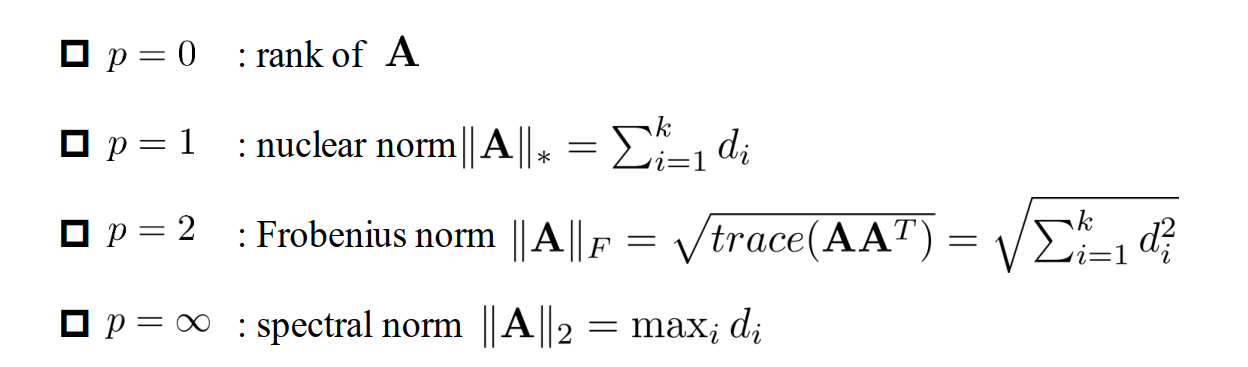 □ p = 0 : rank of A
□ p = 1 : nuclear norm ‖A‖_* = ∑_{i=1}^{k} d_i
□ p = 2 : Frobenius norm ‖A‖_F = √(trace(AA^T)) = √(∑_{i=1}^{k} d_i^2)
□ p = ∞ : spectral norm ‖A‖_2 = max_i d_i